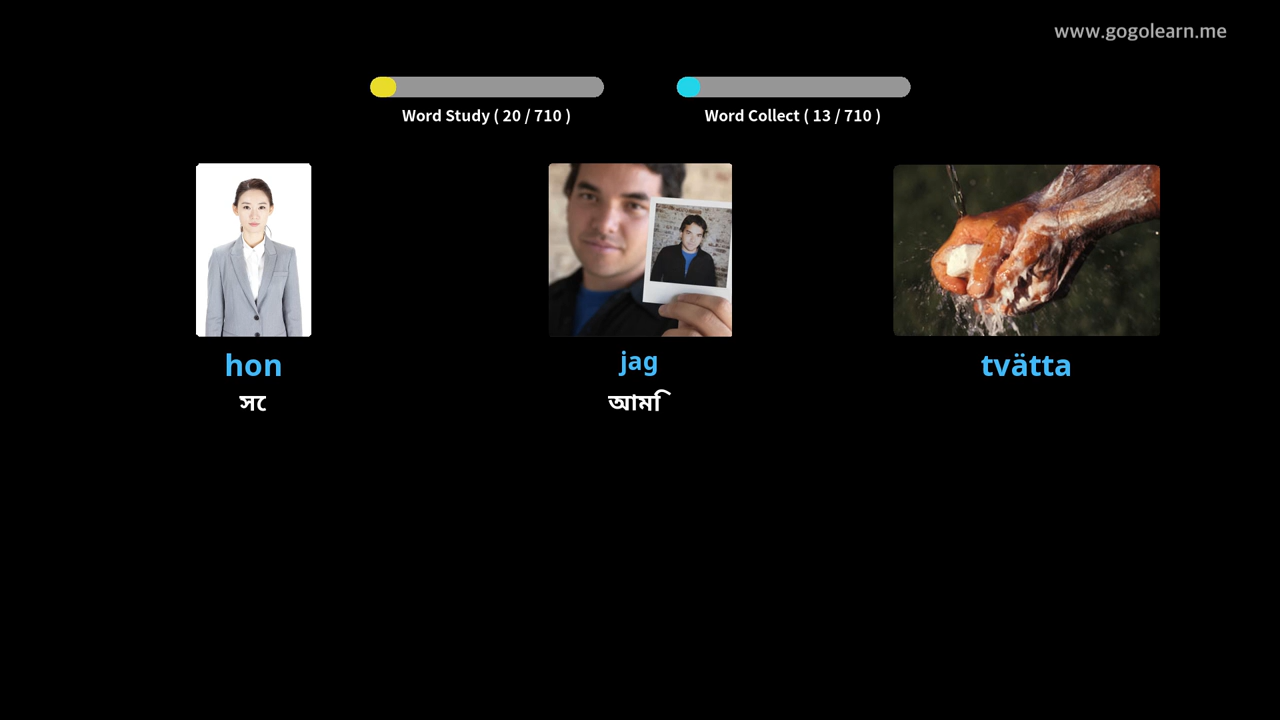 www.gogolearn.me
Word Study ( 20 / 710 )
Word Collect ( 13 / 710 )
hon
jag
tvätta
সে
আমি